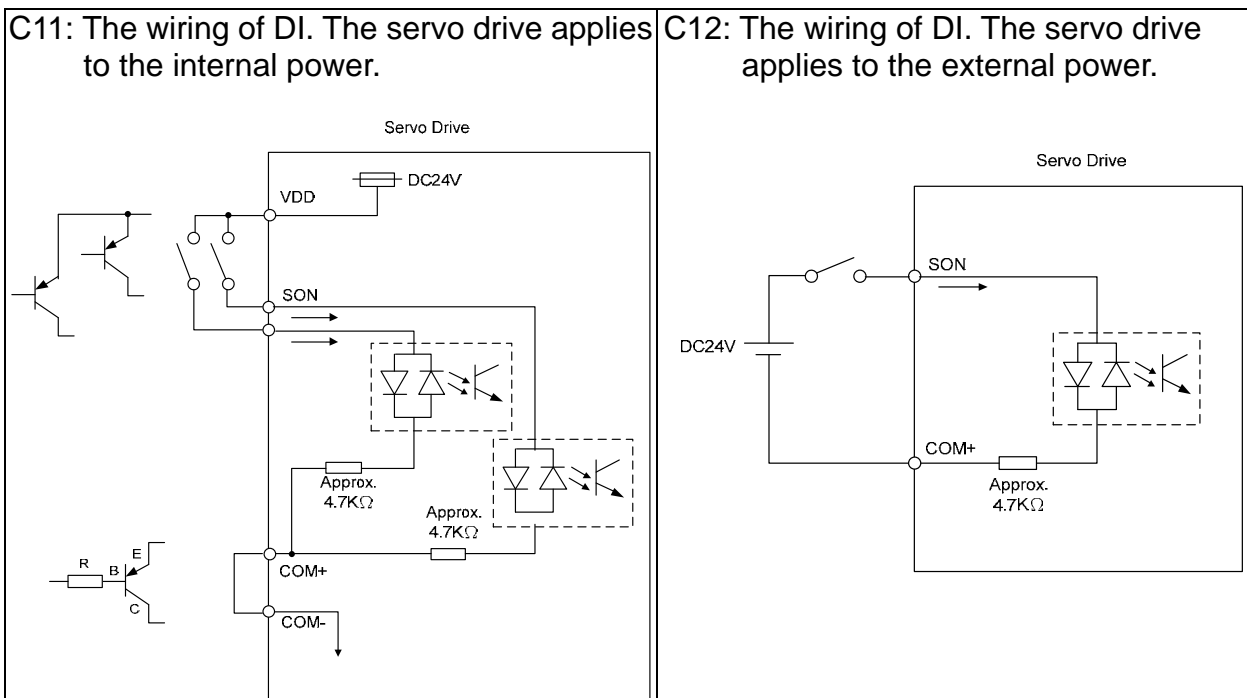 C11: The wiring of DI. The servo drive applies
to the internal power.
Servo Drive
VDD
DC24V
SON
Approx.
4.7KΩ
Approx.
4.7KΩ
R
B
E
C
COM+
COM-
C12: The wiring of DI. The servo drive
applies to the external power.
Servo Drive
SON
DC24V
COM+
Approx.
4.7KΩ